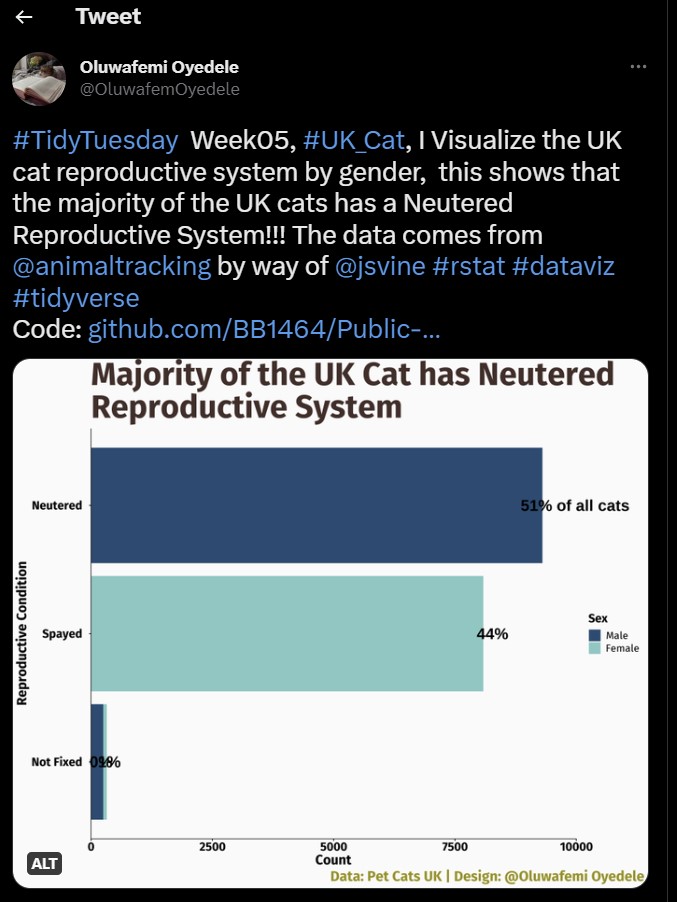 ← Tweet
Oluwafemi Oyedele
@OluwafemOyedele
#TidyTuesday Week05, #UK_Cat, I Visualize the UK
cat reproductive system by gender, this shows that
the majority of the UK cats has a Neutered
Reproductive System!!! The data comes from
@animaltracking by way of @jsvine #rstat #dataviz
#tidyverse
Code: github.com/BB1464/Public-...
Majority of the UK Cat has Neutered
Reproductive System
Reproductive Condition
Neutered
51% of all cats
Spayed
44%
Sex
Male
Female
Not Fixed
0 2500 5000 7500 10000
Count
ALT
Data: Pet Cats UK | Design: @Oluwafemi Oyedele